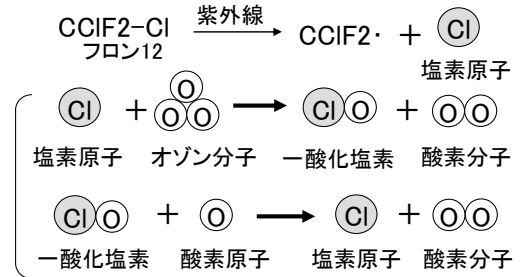 紫外線
CClF2-Cl → CClF2· + Cl
フロン12
塩素原子
Cl + O O O → Cl O + O O
塩素原子 オゾン分子 一酸化塩素 酸素分子
Cl O + O → Cl + O O
一酸化塩素 酸素原子 塩素原子 酸素分子